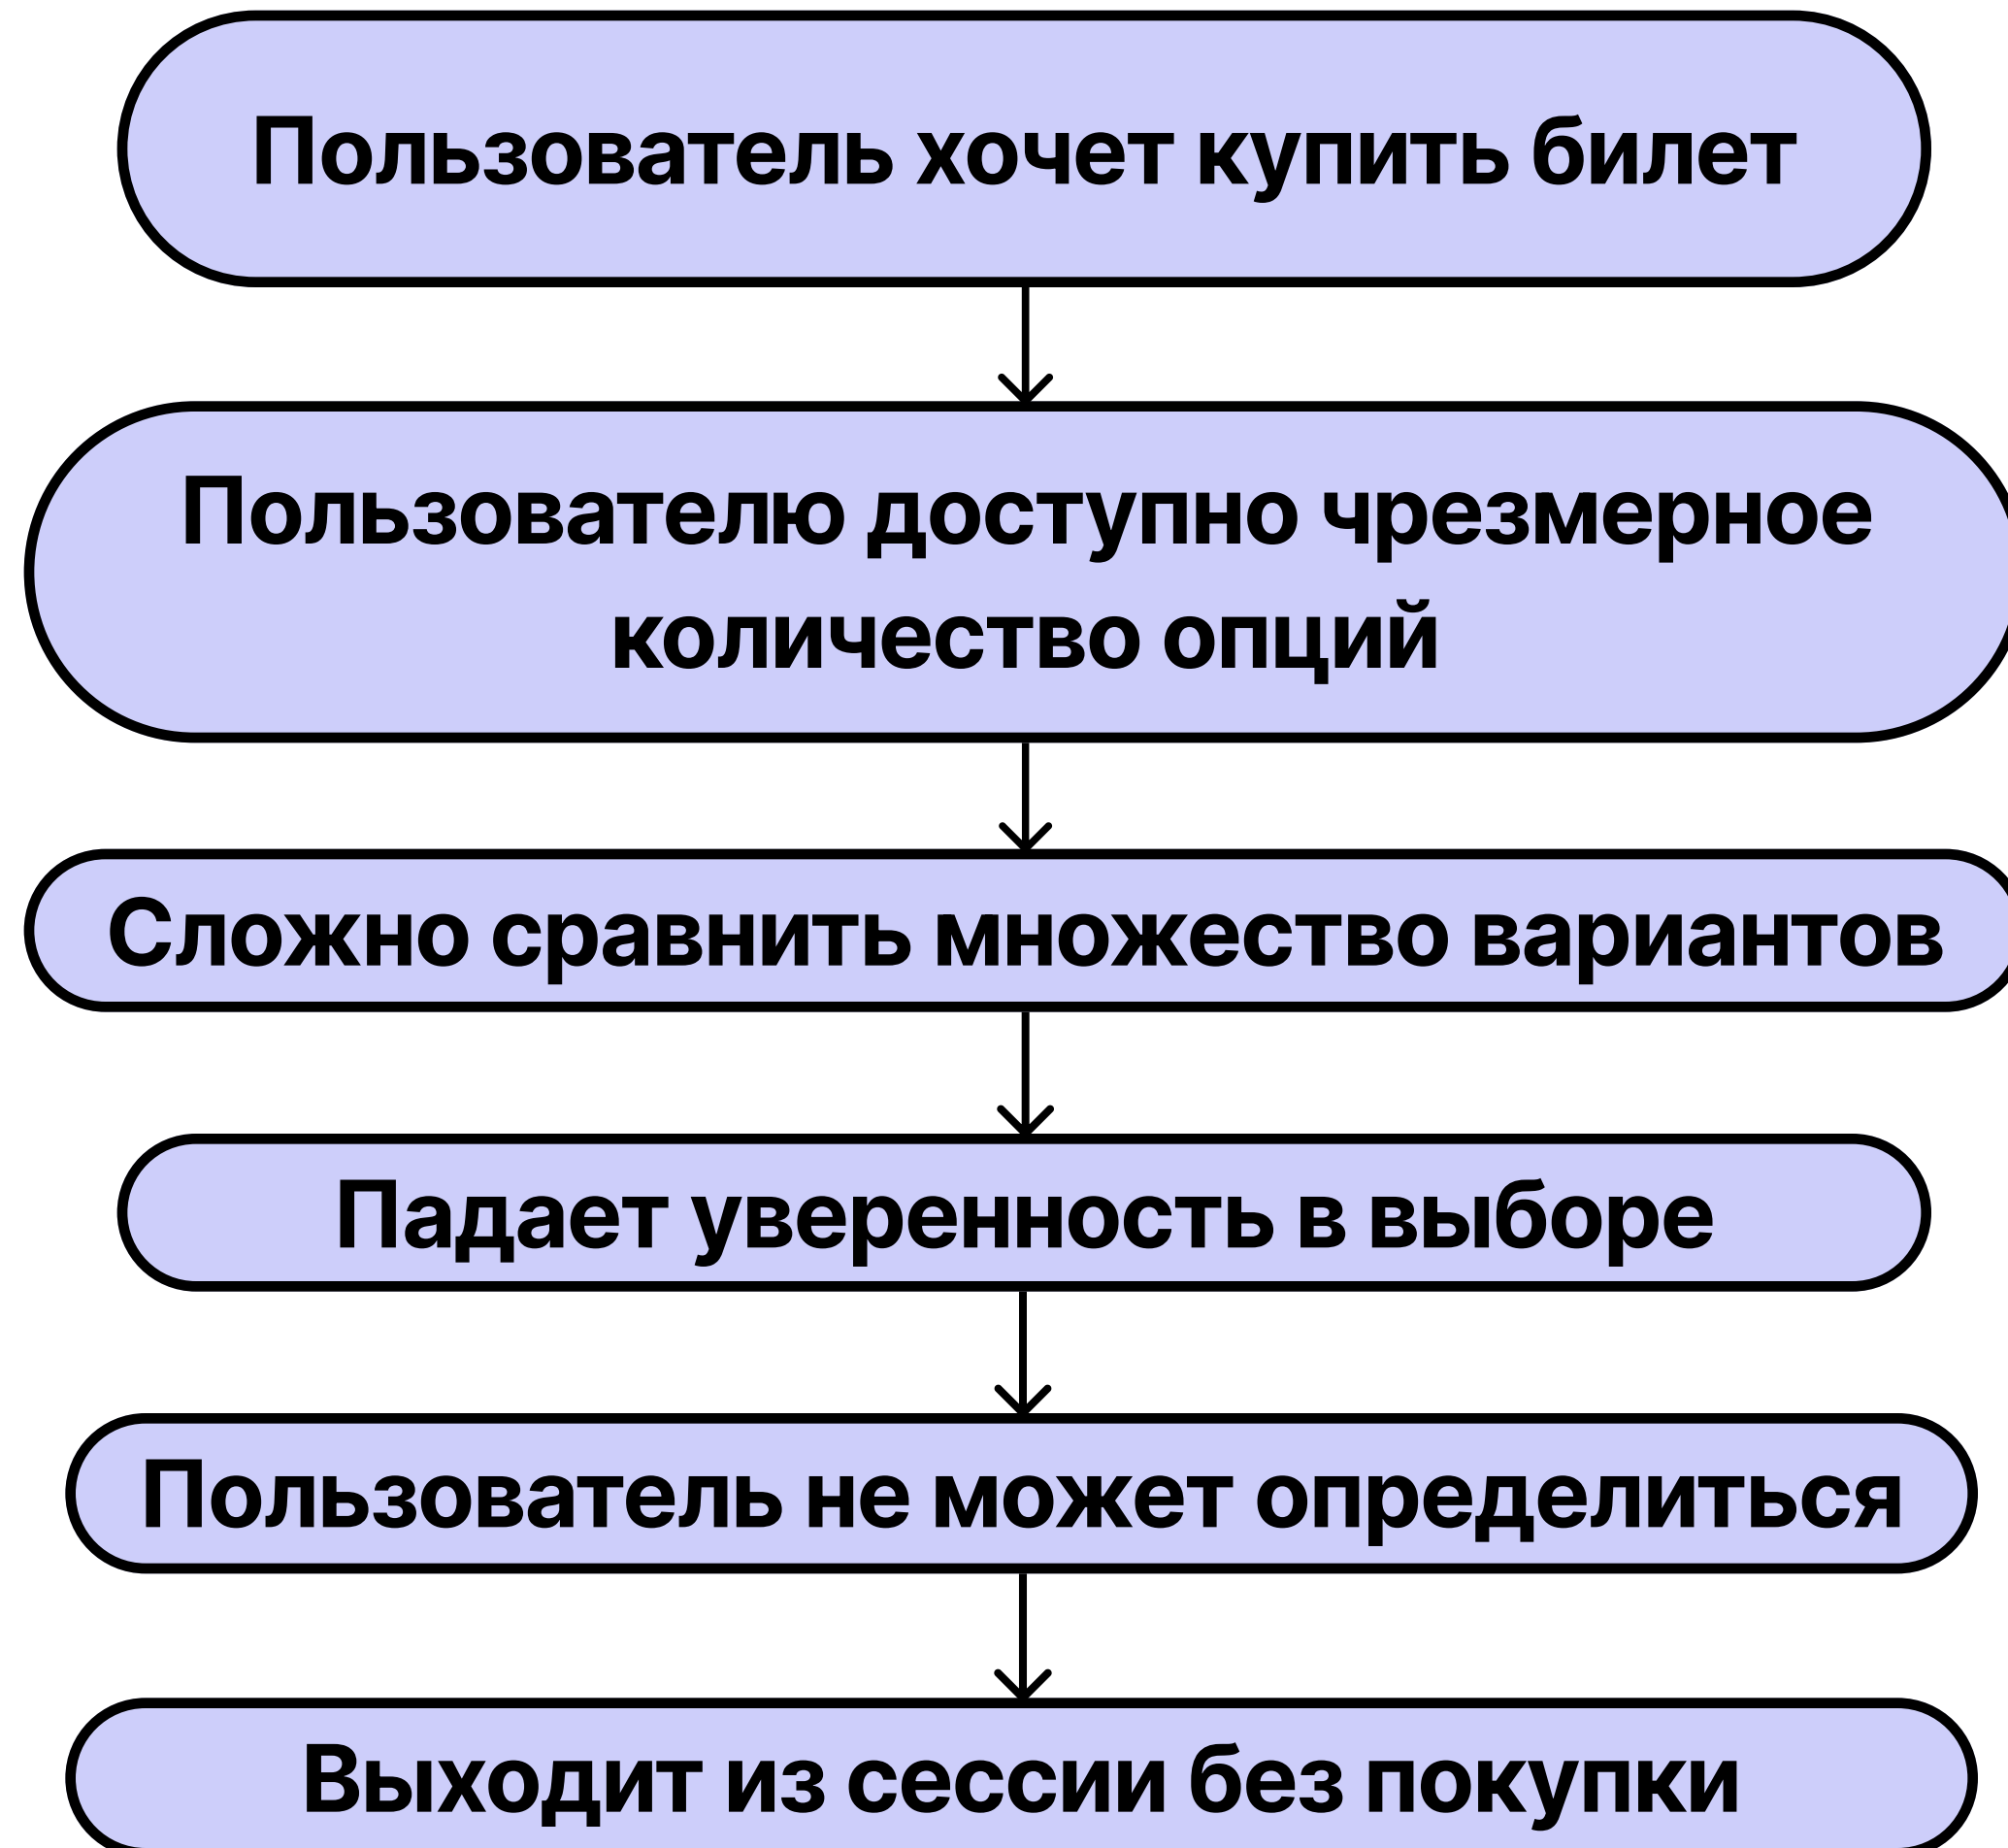 Пользователь хочет купить билет
Пользователю доступно чрезмерное
количество опций
Сложно сравнить множество вариантов
Падает уверенность в выборе
Пользователь не может определиться
Выходит из сессии без покупки